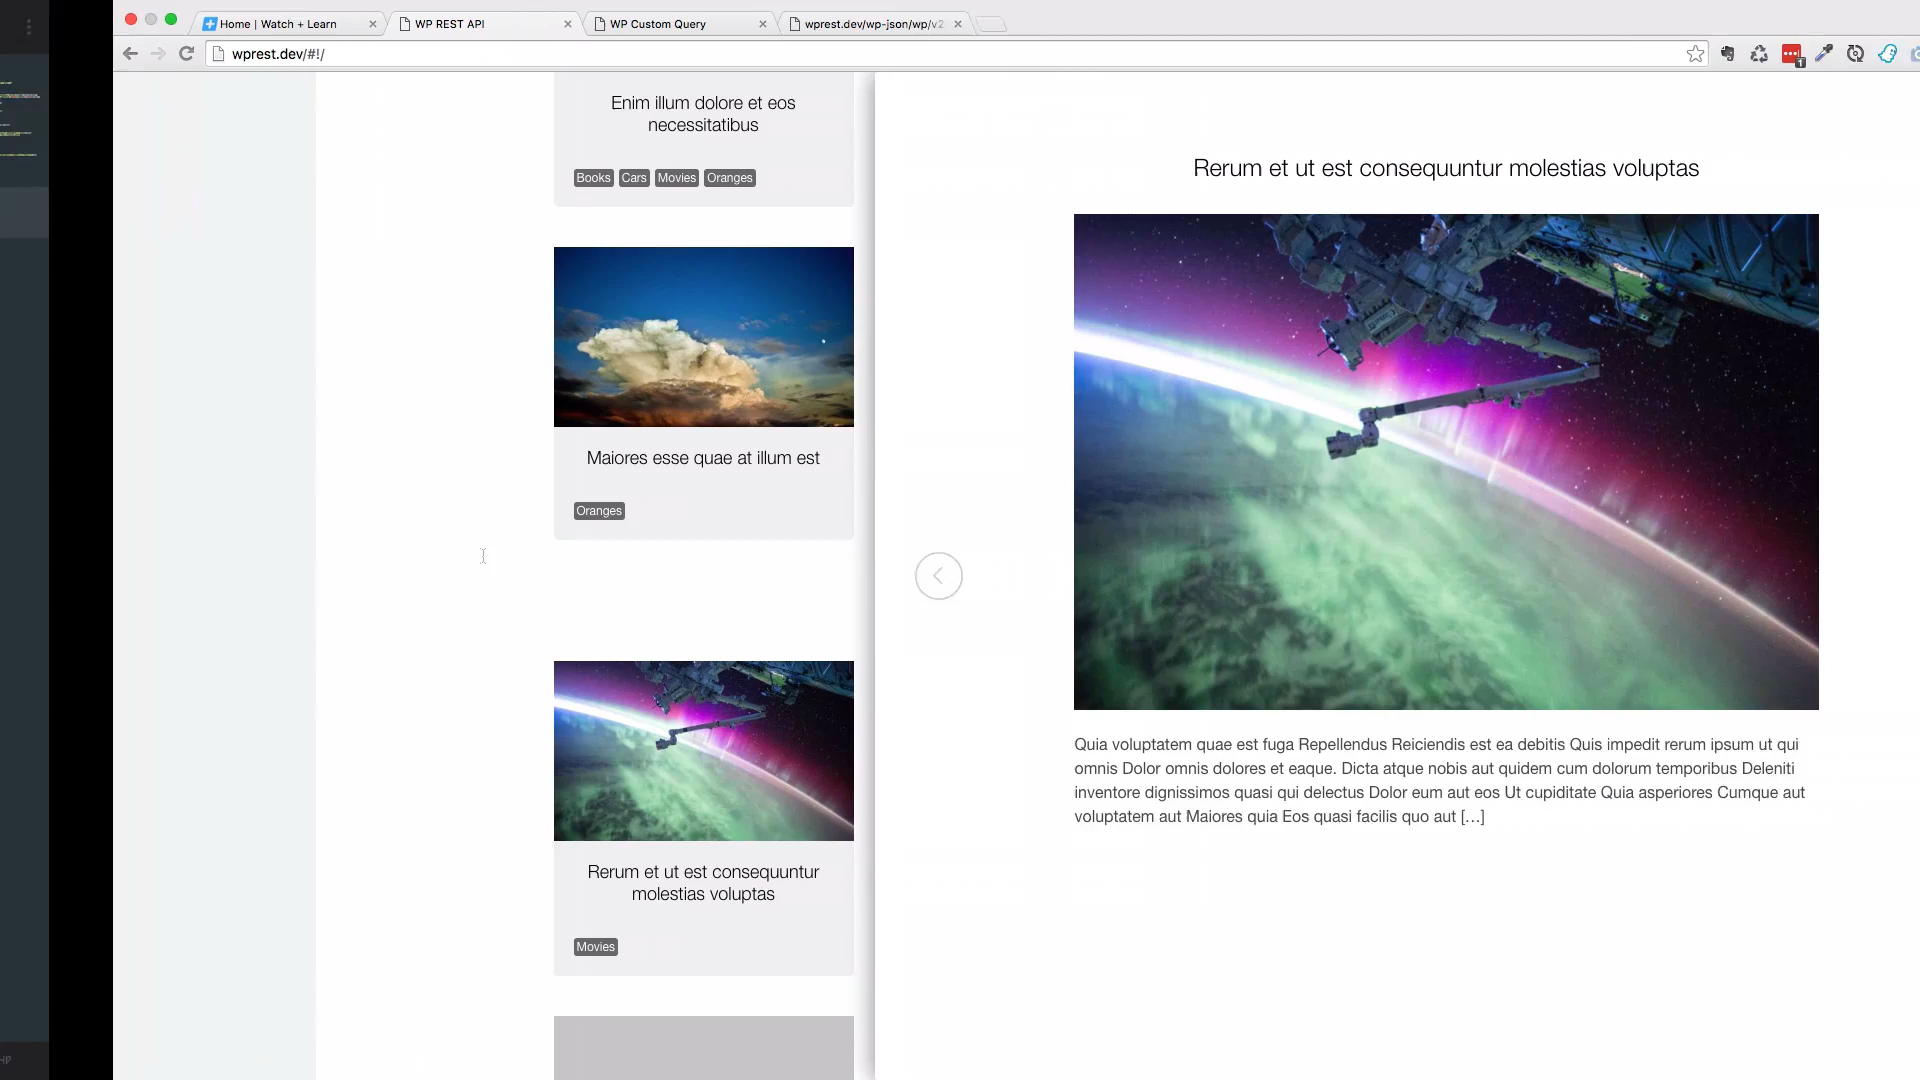 Home | Watch + Learn
WP REST API
WP Custom Query
wprest.dev/wp-json/wp/v2
wprest.dev/#!/
1
Enim illum dolore et eos
necessitatibus
Books Cars Movies Oranges
Maiores esse quae at illum est
Oranges
Rerum et ut est consequuntur
molestias voluptas
Movies
Rerum et ut est consequuntur molestias voluptas
Quia voluptatem quae est fuga Repellendus Reiciendis est ea debitis Quis impedit rerum ipsum ut qui
omnis Dolor omnis dolores et eaque. Dicta atque nobis aut quidem cum dolorum temporibus Deleniti
inventore dignissimos quasi qui delectus Dolor eum aut eos Ut cupiditate Quia asperiores Cumque aut
voluptatem aut Maiores quia Eos quasi facilis quo aut […]